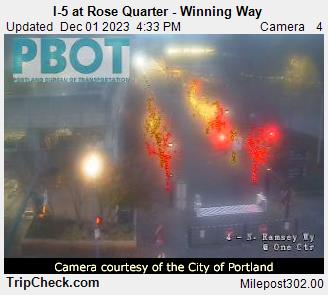 I-5 at Rose Quarter - Winning Way
Updated Dec 01 2023 4:33 PM Camera 4
PBOT
PORTLAND BUREAU OF TRANSPORTATION
4 - N. Ramsey Wy
@ One Ctr
Camera courtesy of the City of Portland
TripCheck.com Milepost302.00